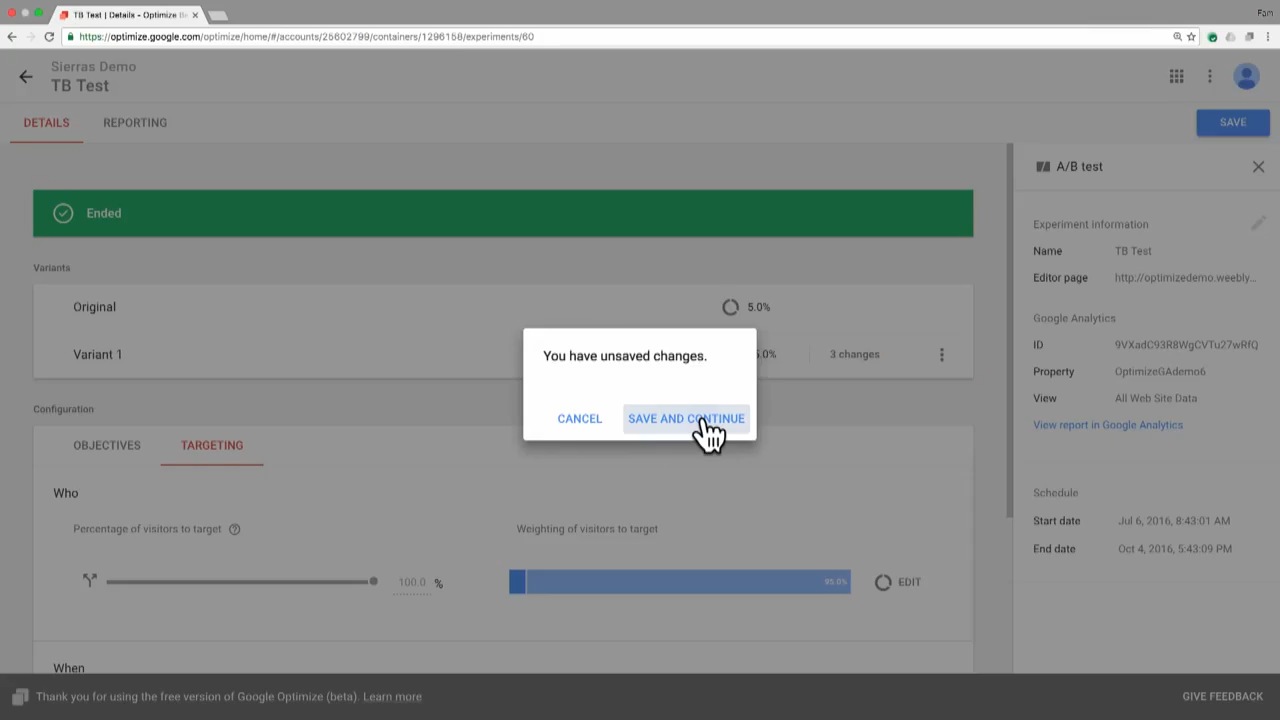 TB Test | Details - Optimize Be
Pam
https://optimize.google.com/optimize/home/#/accounts/25602799/containers/1296158/experiments/60
Sierras Demo
TB Test
DETAILS REPORTING
SAVE
A/B test
Ended
Experiment information
Name TB Test
Editor page http://optimizedemo.weebly...
Variants
Original 5.0%
Variant 1 5.0% 3 changes
Google Analytics
ID 9VXadC93R8WgCVTu27wRfQ
Property OptimizeGAdemo6
View All Web Site Data
View report in Google Analytics
You have unsaved changes.
CANCEL SAVE AND CONTINUE
Configuration
OBJECTIVES TARGETING
Who
Percentage of visitors to target
Weighting of visitors to target
100.0 %
95.0%
EDIT
When
Schedule
Start date Jul 6, 2016, 8:43:01 AM
End date Oct 4, 2016, 5:43:09 PM
Thank you for using the free version of Google Optimize (beta). Learn more
GIVE FEEDBACK